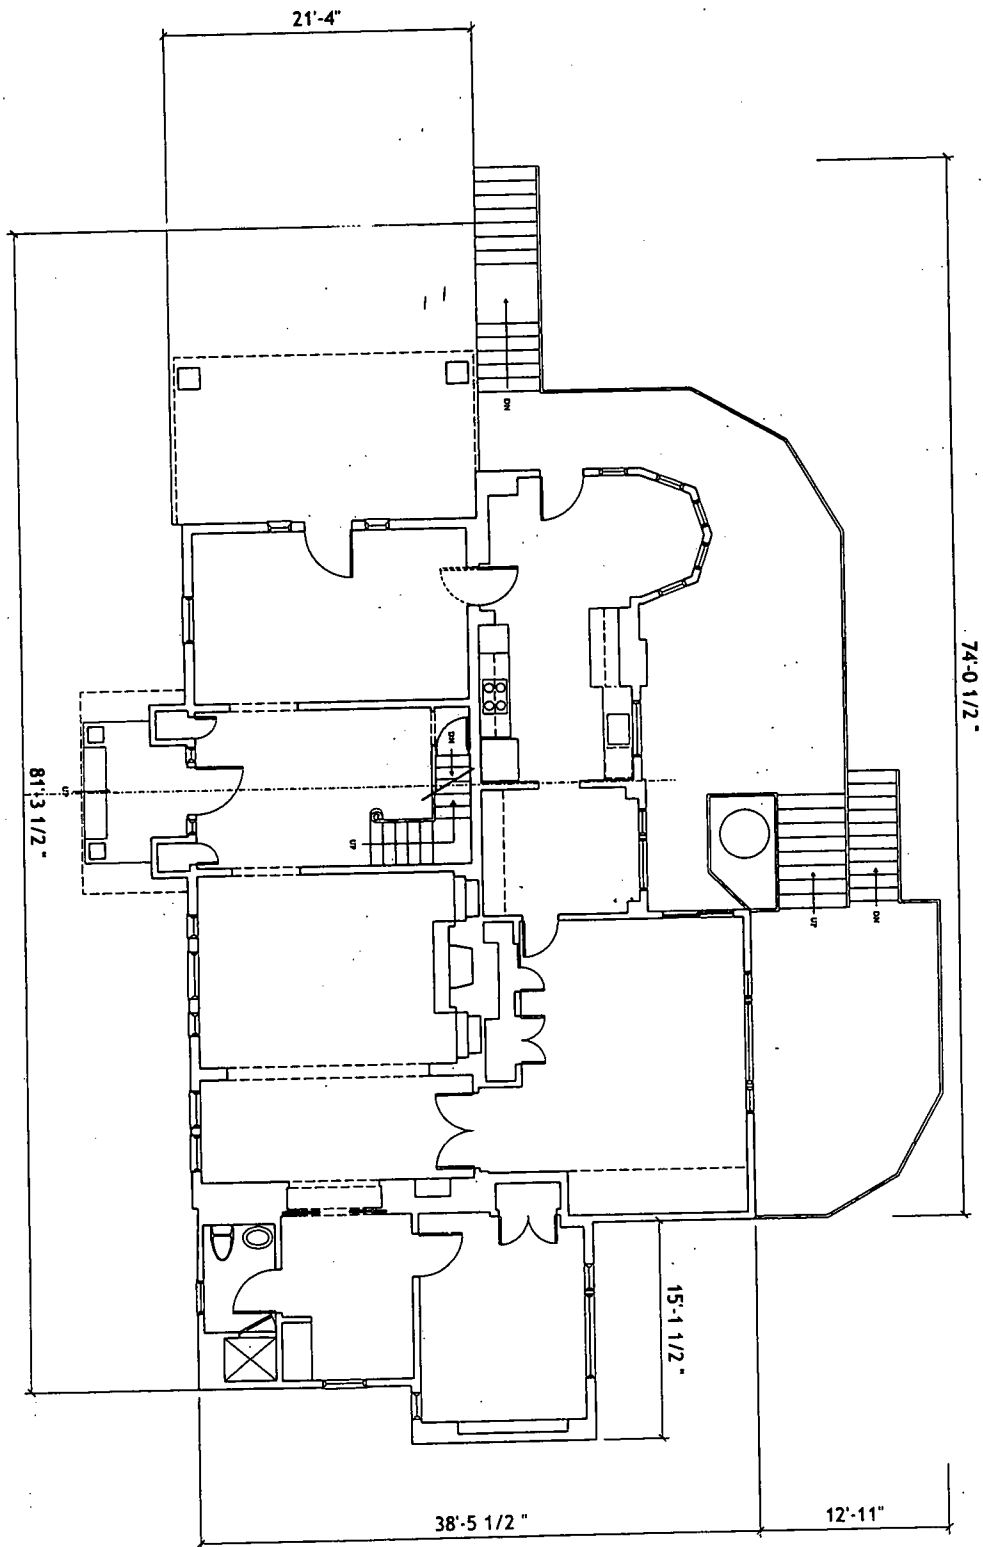 21'-4"
DN
74'-0 1/2 "
DN
81'-3 1/2 "
UP
UP
DN
UP
15'-1 1/2 "
38'-5 1/2 "
12'-11"